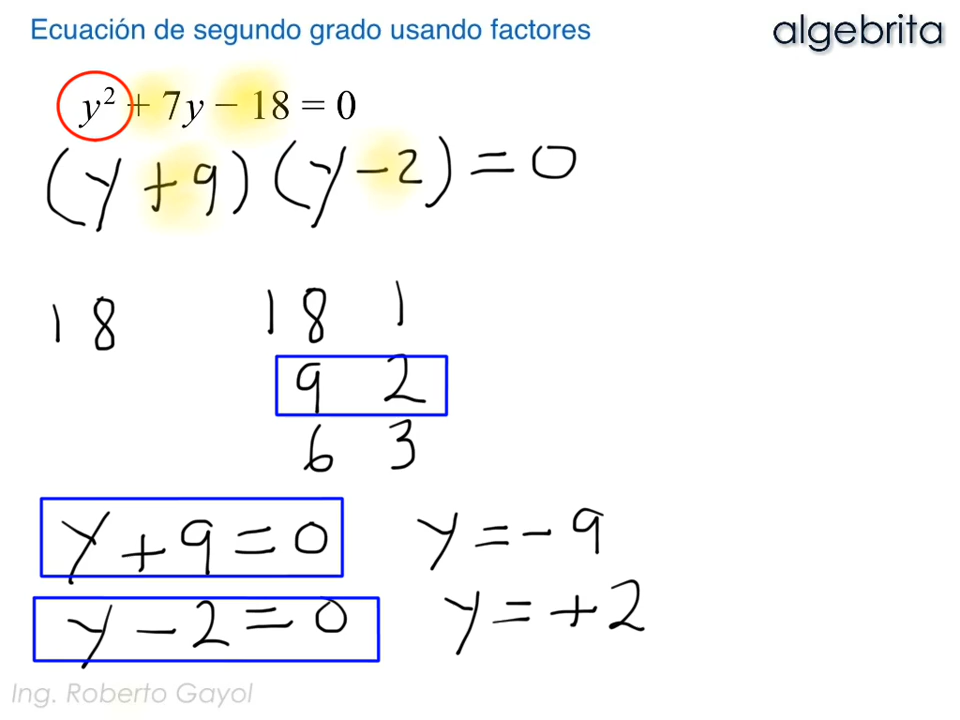 Ecuación de segundo grado usando factores
algebrita
y² + 7y − 18 = 0
(y + 9) (y − 2) = 0
18 18 1
9 2
6 3
y + 9 = 0 y = − 9
y − 2 = 0 y = + 2
Ing. Roberto Gayol